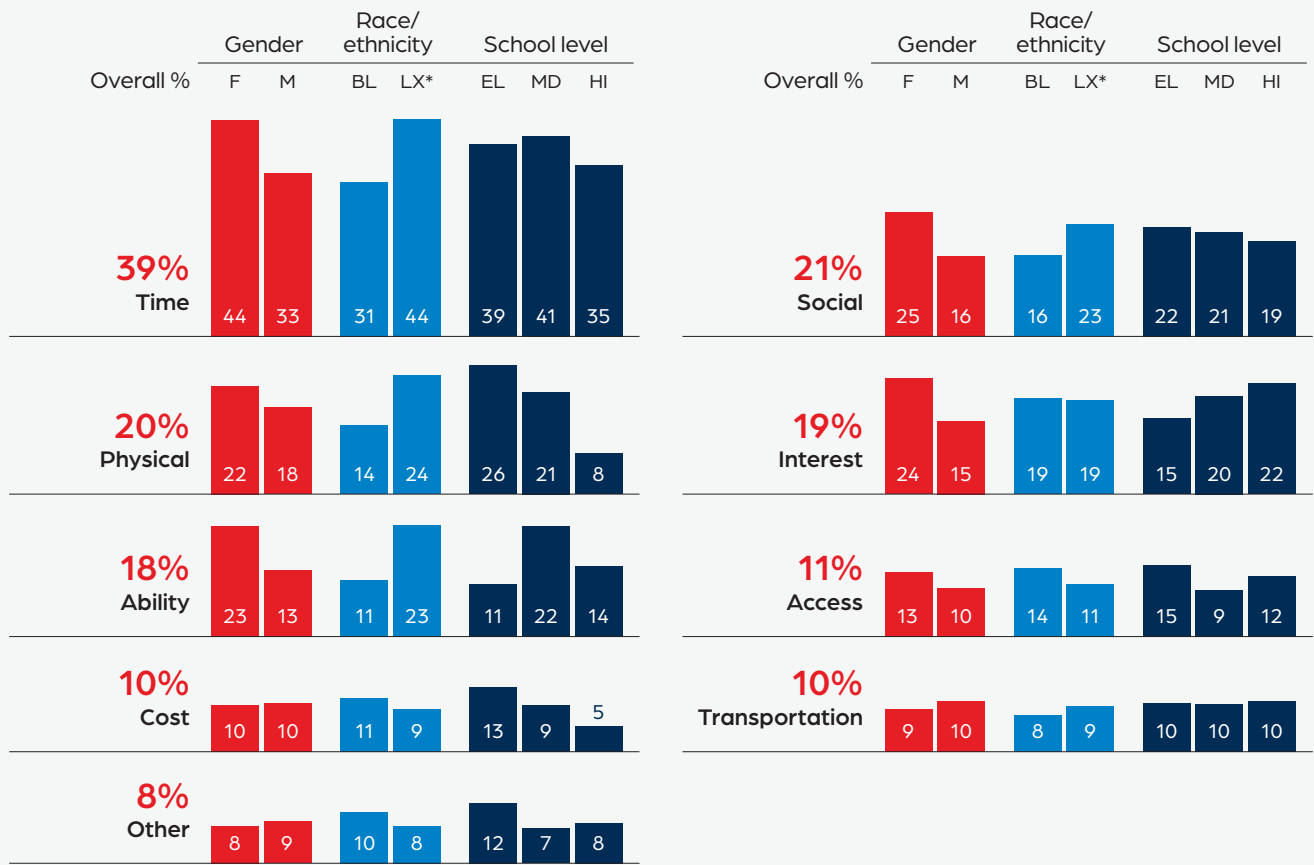 Gender Race/ethnicity School level
Overall % F M BL LX* EL MD HI
39%
Time
44 33 31 44 39 41 35
20%
Physical
22 18 14 24 26 21 8
18%
Ability
23 13 11 23 11 22 14
10%
Cost
10 10 11 9 13 9 5
8%
Other
8 9 10 8 12 7 8
Gender Race/ethnicity School level
Overall % F M BL LX* EL MD HI
21%
Social
25 16 16 23 22 21 19
19%
Interest
24 15 19 19 15 20 22
11%
Access
13 10 14 11 15 9 12
10%
Transportation
9 10 8 9 10 10 10